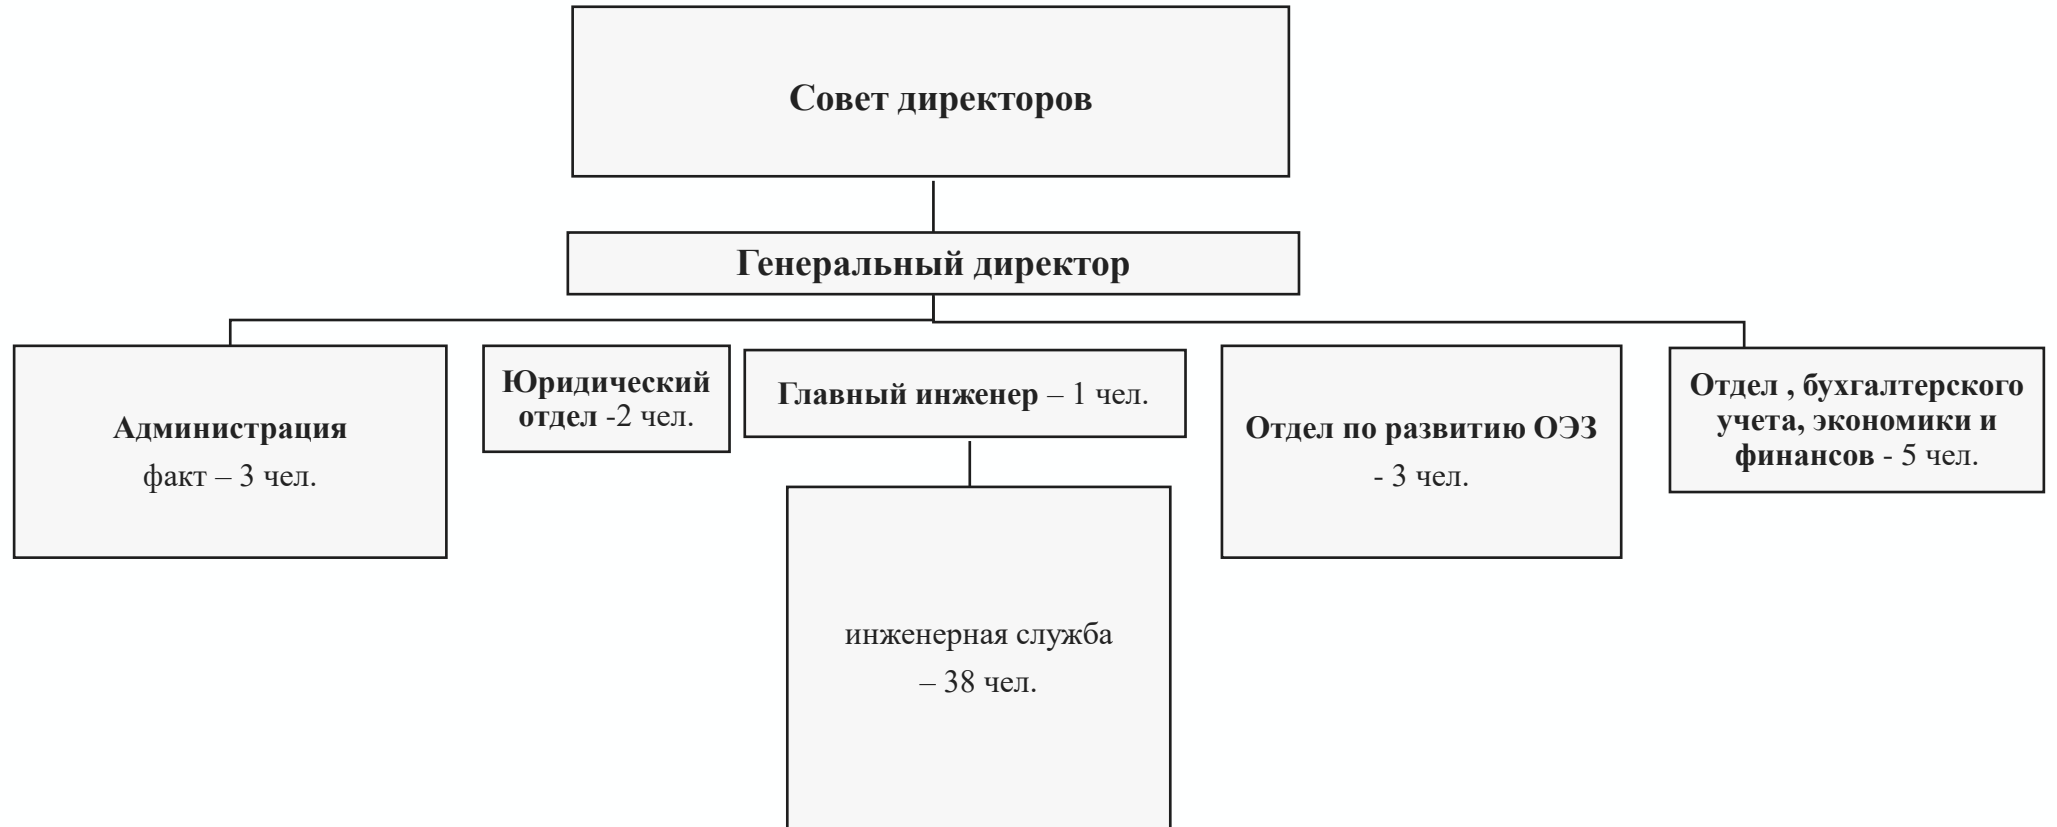 Совет директоров
Генеральный директор
Администрация
факт – 3 чел.
Юридический
отдел -2 чел.
Главный инженер – 1 чел.
инженерная служба
– 38 чел.
Отдел по развитию ОЭЗ
- 3 чел.
Отдел , бухгалтерского
учета, экономики и
финансов - 5 чел.